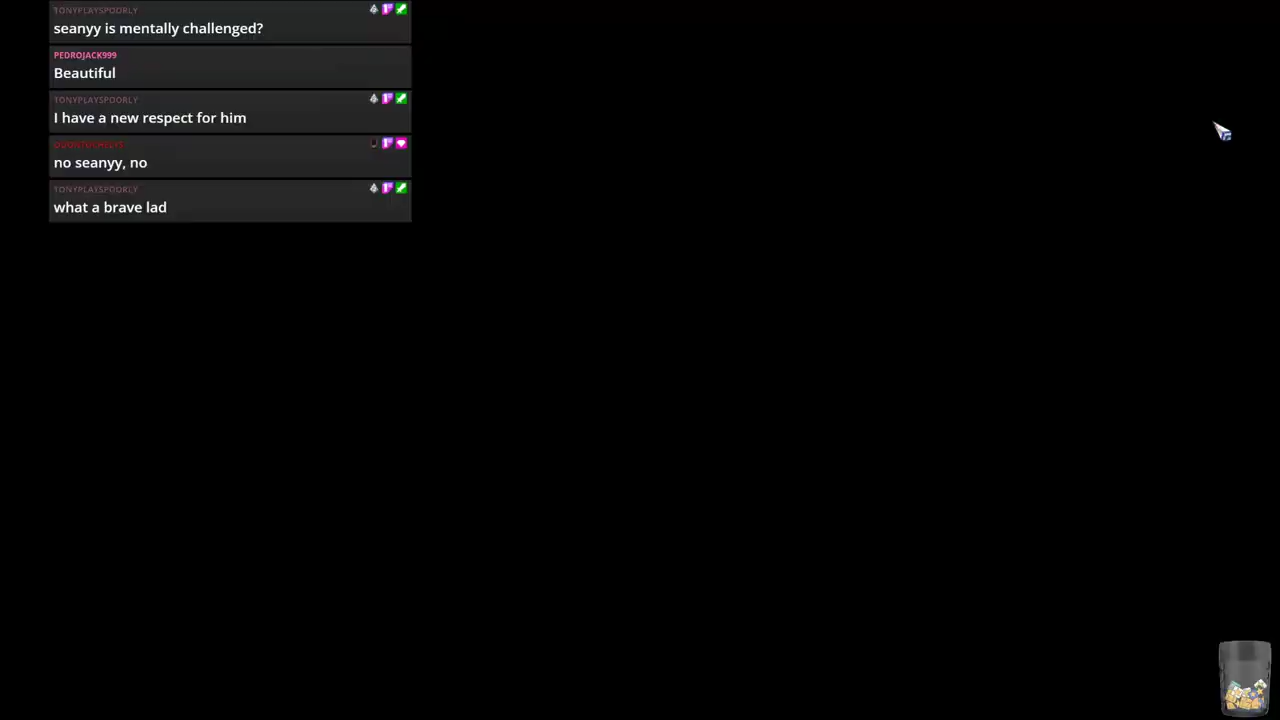 TONYPLAYSPOORLY
seanyy is mentally challenged?
PEDROJACK999
Beautiful
TONYPLAYSPOORLY
I have a new respect for him
no seanyy, no
TONYPLAYSPOORLY
what a brave lad